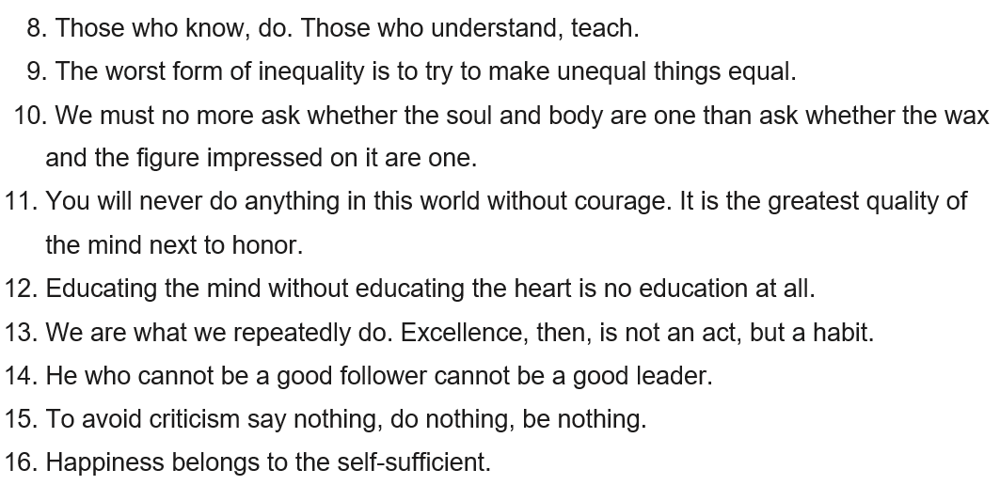 8. Those who know, do. Those who understand, teach.
9. The worst form of inequality is to try to make unequal things equal.
10. We must no more ask whether the soul and body are one than ask whether the wax
and the figure impressed on it are one.
11. You will never do anything in this world without courage. It is the greatest quality of
the mind next to honor.
12. Educating the mind without educating the heart is no education at all.
13. We are what we repeatedly do. Excellence, then, is not an act, but a habit.
14. He who cannot be a good follower cannot be a good leader.
15. To avoid criticism say nothing, do nothing, be nothing.
16. Happiness belongs to the self-sufficient.